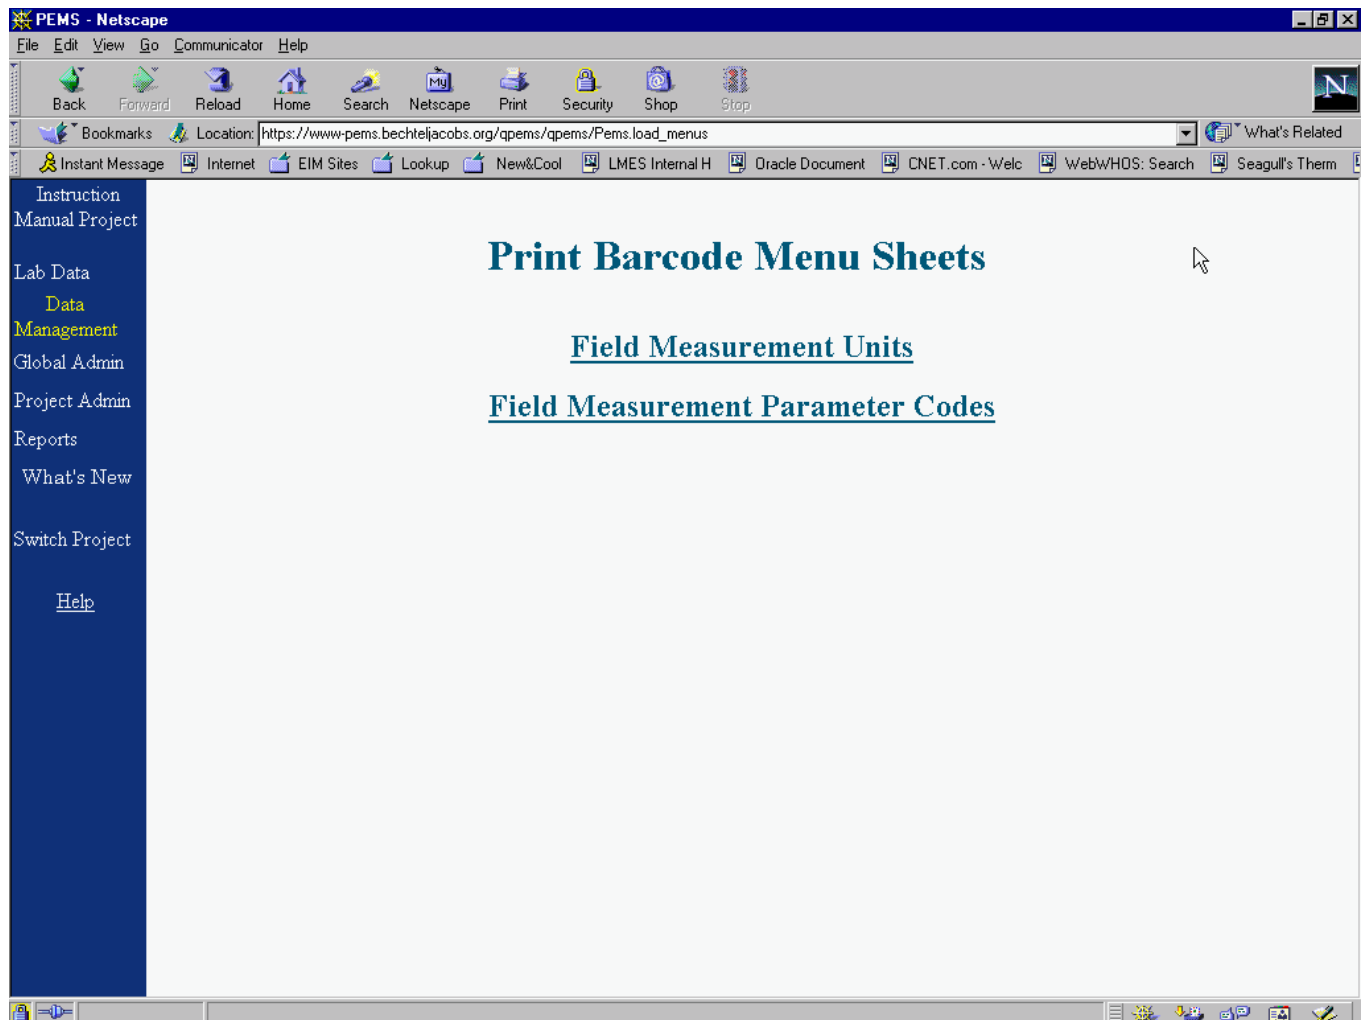 PEMS - Netscape
File Edit View Go Communicator Help
Back Forward Reload Home Search Netscape Print Security Shop Stop
My
N
Bookmarks Location: https://www-pems.bechteljacobs.org/qpems/qpems/Pems.load_menus What's Related
Instant Message Internet EIM Sites Lookup New&Cool LMES Internal H Oracle Document CNET.com - Welc WebWHOS: Search Seagull's Therm
Instruction
Manual Project
Lab Data
Data
Management
Global Admin
Project Admin
Reports
What's New
Switch Project
Help
Print Barcode Menu Sheets
Field Measurement Units
Field Measurement Parameter Codes